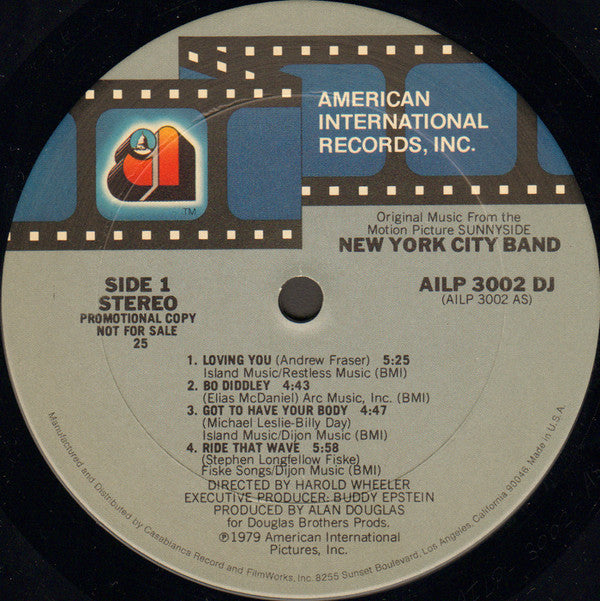 AMERICAN
INTERNATIONAL
RECORDS, INC.
TM
Original Music From the
Motion Picture SUNNYSIDE
NEW YORK CITY BAND
SIDE 1
STEREO
PROMOTIONAL COPY
NOT FOR SALE
25
AILP 3002 DJ
(AILP 3002 AS)
1. LOVING YOU (Andrew Fraser) 5:25
Island Music/Restless Music (BMI)
2. BO DIDDLEY 4:43
(Elias McDaniel) Arc Music, Inc. (BMI)
3. GOT TO HAVE YOUR BODY 4:47
(Michael Leslie-Billy Day)
Island Music/Dijon Music (BMI)
4. RIDE THAT WAVE 5:58
(Stephen Longfellow Fiske)
Fiske Songs/Dijon Music (BMI)
DIRECTED BY HAROLD WHEELER
EXECUTIVE PRODUCER: BUDDY EPSTEIN
PRODUCED BY ALAN DOUGLAS
for Douglas Brothers Prods.
℗1979 American International
Pictures, Inc.
Manufactured and Distributed by Casablanca Record and FilmWorks, Inc. 8255 Sunset Boulevard, Los Angeles, California 90046. Made in U.S.A.